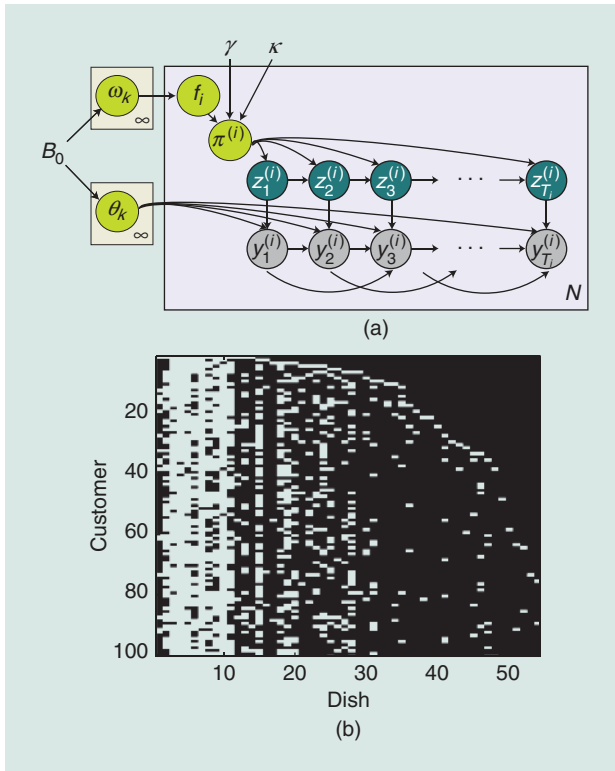 γ κ
ω_k f_i
∞ π^(i)
B_0
z_1^(i) z_2^(i) z_3^(i) · · · z_{T_i}^(i)
θ_k
∞ y_1^(i) y_2^(i) y_3^(i) · · · y_{T_i}^(i)
N
(a)
20
40
60
80
100
Customer
10 20 30 40 50
Dish
(b)